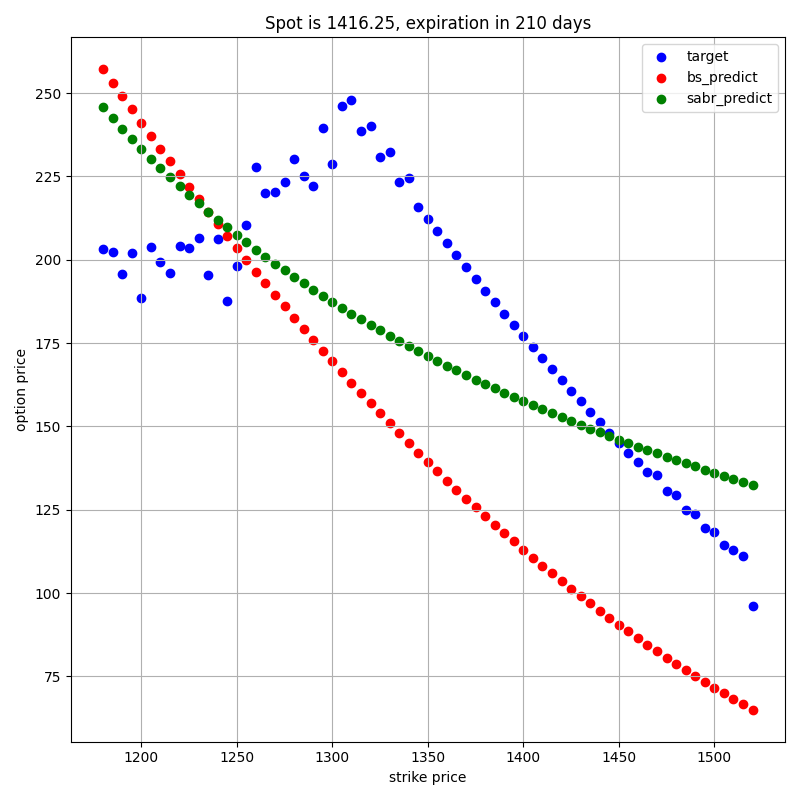 Spot is 1416.25, expiration in 210 days
target
bs_predict
sabr_predict
option price
250
225
200
175
150
125
100
75
1200 1250 1300 1350 1400 1450 1500
strike price